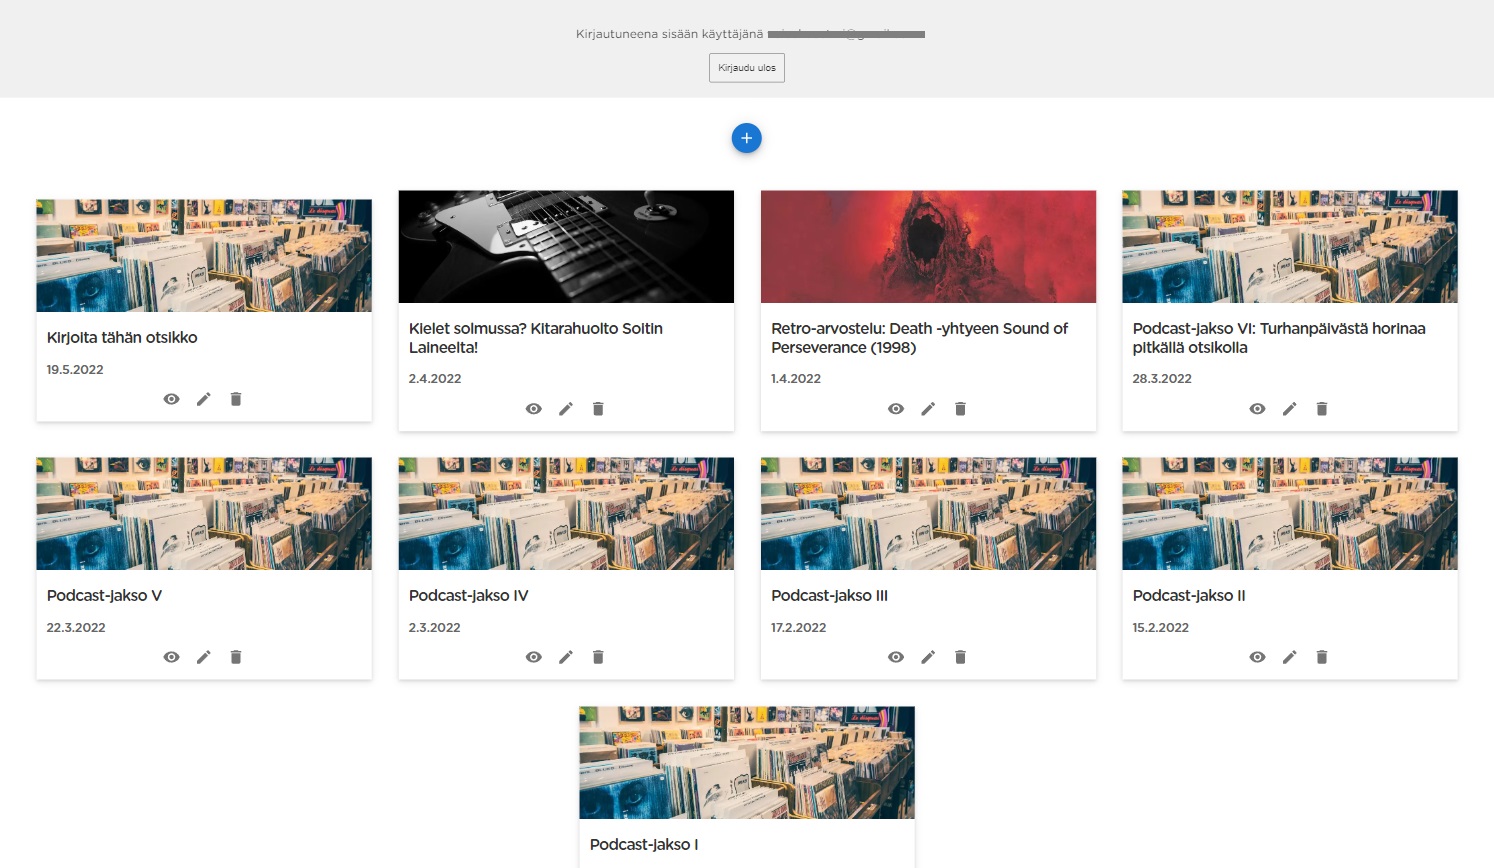 Kirjautuneena sisään käyttäjänä
Kirjaudu ulos
Kirjoita tähän otsikko
19.5.2022
Kielet solmussa? Kitarahuolto Soitin
Laineelta!
2.4.2022
Retro-arvostelu: Death -yhtyeen Sound of
Perseverance (1998)
1.4.2022
Podcast-jakso VI: Turhanpäivästä horinaa
pitkällä otsikolla
28.3.2022
Podcast-jakso V
22.3.2022
Podcast-jakso IV
2.3.2022
Podcast-jakso III
17.2.2022
Podcast-jakso II
15.2.2022
Podcast-jakso I